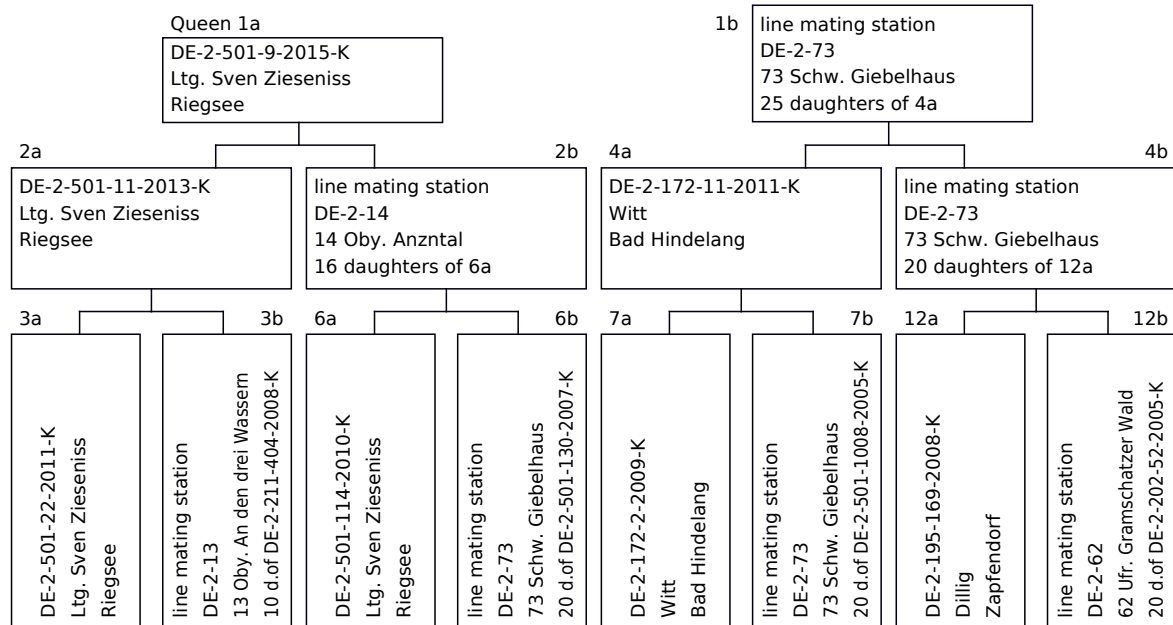 Queen 1a
DE-2-501-9-2015-K
Ltg. Sven Zieseniss
Riegsee
1b
line mating station
DE-2-73
73 Schw. Giebelhaus
25 daughters of 4a
2a
DE-2-501-11-2013-K
Ltg. Sven Zieseniss
Riegsee
2b
line mating station
DE-2-14
14 Oby. Anzntal
16 daughters of 6a
4a
DE-2-172-11-2011-K
Witt
Bad Hindelang
4b
line mating station
DE-2-73
73 Schw. Giebelhaus
20 daughters of 12a
3a
DE-2-501-22-2011-K
Ltg. Sven Zieseniss
Riegsee
3b
line mating station
DE-2-13
13 Oby. An den drei Wassern
10 d.of DE-2-211-404-2008-K
6a
DE-2-501-114-2010-K
Ltg. Sven Zieseniss
Riegsee
6b
line mating station
DE-2-73
73 Schw. Giebelhaus
20 d.of DE-2-501-130-2007-K
7a
DE-2-172-2-2009-K
Witt
Bad Hindelang
7b
line mating station
DE-2-73
73 Schw. Giebelhaus
20 d.of DE-2-501-1008-2005-K
12a
DE-2-195-169-2008-K
Dillig
Zapfendorf
12b
line mating station
DE-2-62
62 Ufr. Gramschatzer Wald
20 d.of DE-2-202-52-2005-K